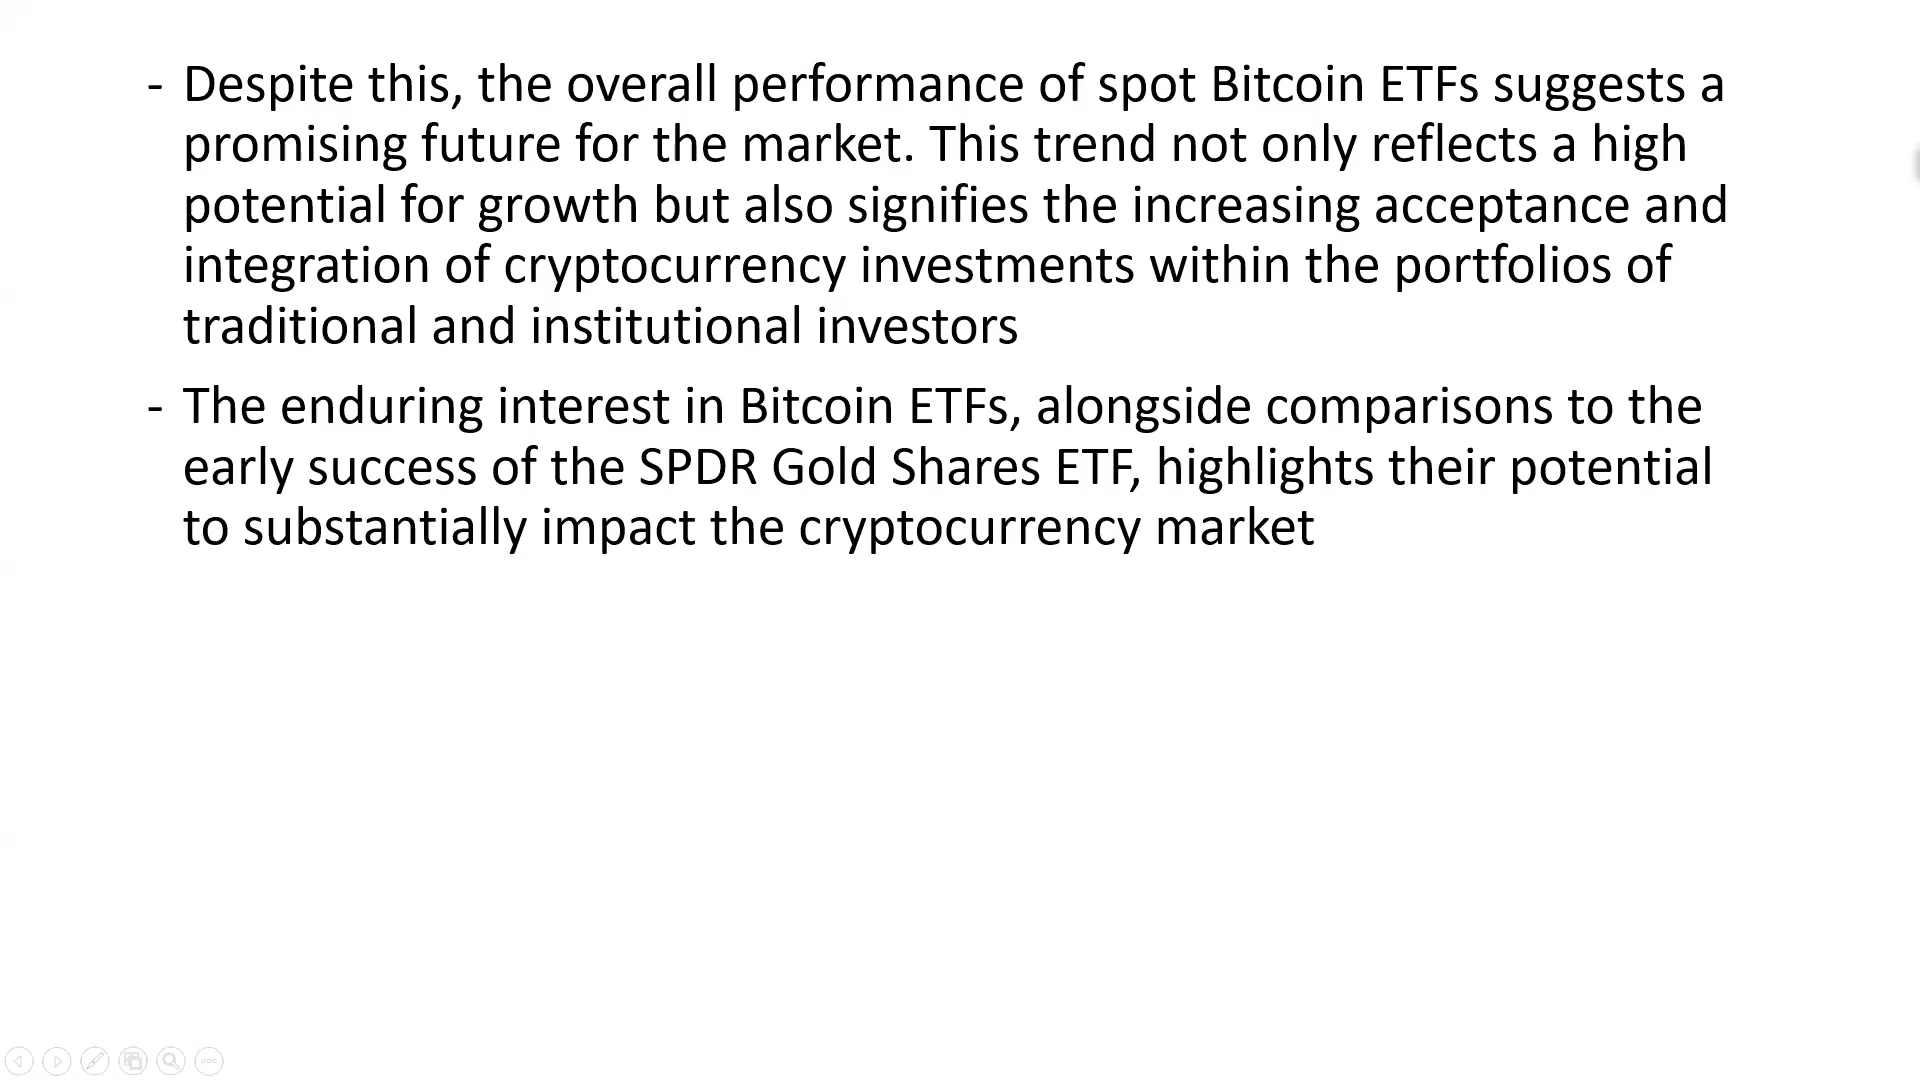 - Despite this, the overall performance of spot Bitcoin ETFs suggests a
promising future for the market. This trend not only reflects a high
potential for growth but also signifies the increasing acceptance and
integration of cryptocurrency investments within the portfolios of
traditional and institutional investors
- The enduring interest in Bitcoin ETFs, alongside comparisons to the
early success of the SPDR Gold Shares ETF, highlights their potential
to substantially impact the cryptocurrency market